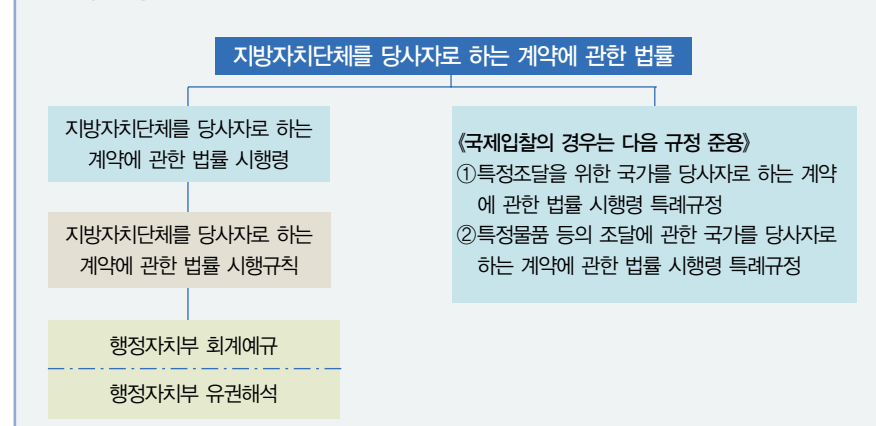 지방자치단체를 당사자로 하는 계약에 관한 법률
지방자치단체를 당사자로 하는
계약에 관한 법률 시행령
지방자치단체를 당사자로 하는
계약에 관한 법률 시행규칙
행정자치부 회계예규
행정자치부 유권해석
《국제입찰의 경우는 다음 규정 준용》
①특정조달을 위한 국가를 당사자로 하는 계약
에 관한 법률 시행령 특례규정
②특정물품 등의 조달에 관한 국가를 당사자로
하는 계약에 관한 법률 시행령 특례규정